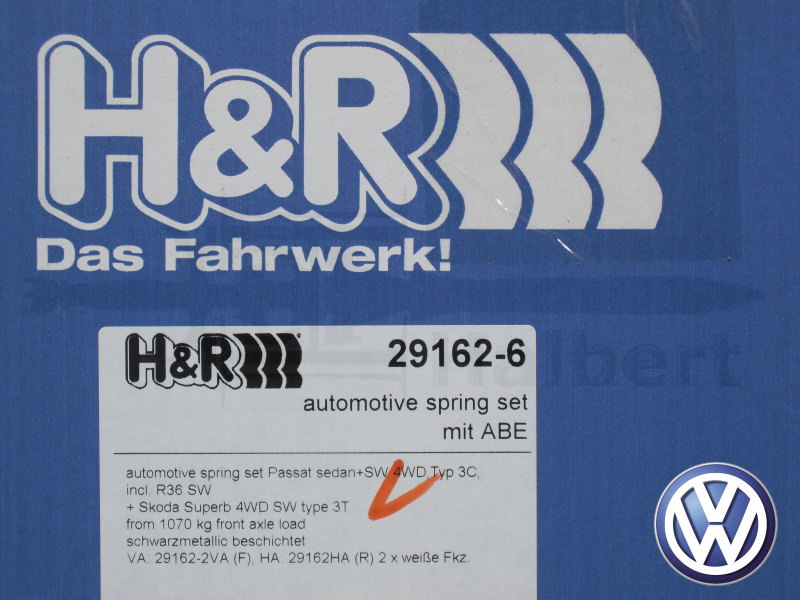 H&R
Das Fahrwerk!
H&R®
29162-6
automotive spring set
mit ABE
automotive spring set Passat sedan+SW 4WD Typ 3C,
incl. R36 SW
+ Skoda Superb 4WD SW type 3T
from 1070 kg front axle load
schwarzmetallic beschichtet
VA: 29162-2VA (F), HA: 29162HA (R) 2 x weiße Fkz.
Halbert
VW